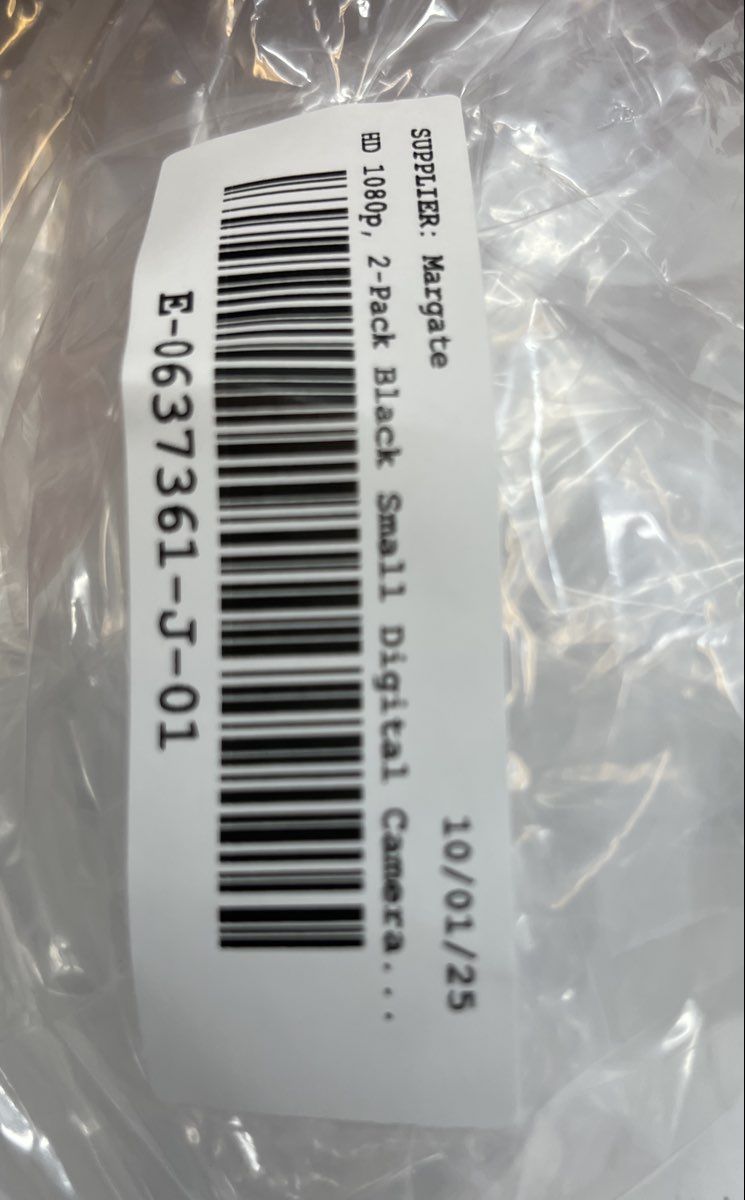 SUPPLIER: Margate 10/01/25
HD 1080p, 2-Pack Black Small Digital Camera...
E-0637361-J-01